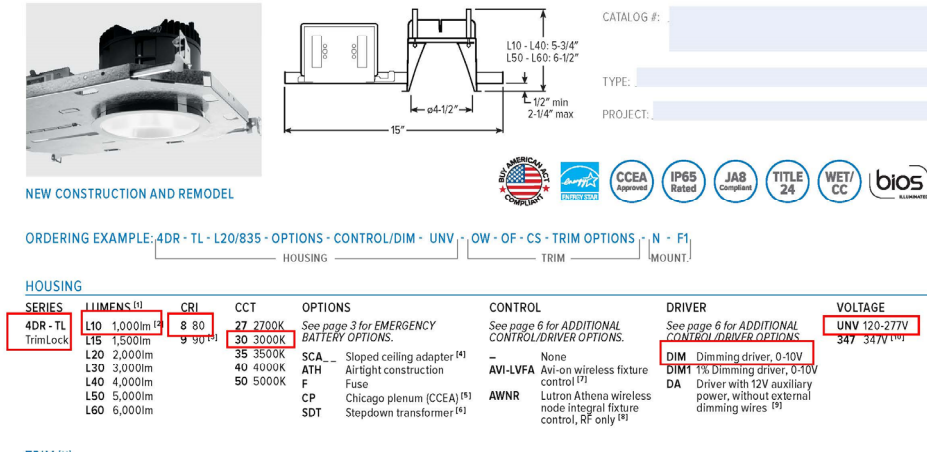 L10 - L40: 5-3/4"
L50 - L60: 6-1/2"
ø4-1/2"
1/2" min
2-1/4" max
15"
CATALOG #:
TYPE:
PROJECT:
NEW CONSTRUCTION AND REMODEL
BUY AMERICAN ACT
COMPLIANT
ENERGY STAR
CCEA
Approved
IP65
Rated
JA8
Compliant
TITLE
24
WET/
CC
bios
ILLUMINATED
ORDERING EXAMPLE: 4DR - TL - L20/835 - OPTIONS - CONTROL/DIM - UNV - OW - OF - CS - TRIM OPTIONS - N - F1
HOUSING
TRIM
MOUNT.
HOUSING
SERIES
4DR - TL
TrimLock
LUMENS [1]
L10 1,000lm [2]
L15 1,500lm
L20 2,000lm
L30 3,000lm
L40 4,000lm
L50 5,000lm
L60 6,000lm
CRI
8 80
9 90 [3]
CCT
27 2700K
30 3000K
35 3500K
40 4000K
50 5000K
OPTIONS
See page 3 for EMERGENCY
BATTERY OPTIONS.
SCA_ _ Sloped ceiling adapter [4]
ATH Airtight construction
F Fuse
CP Chicago plenum (CCEA) [5]
SDT Stepdown transformer [6]
CONTROL
See page 6 for ADDITIONAL
CONTROL/DRIVER OPTIONS.
– None
AVI-LVFA Avi-on wireless fixture
control [7]
AWNR Lutron Athena wireless
node integral fixture
control, RF only [8]
DRIVER
See page 6 for ADDITIONAL
CONTROL/DRIVER OPTIONS.
DIM Dimming driver, 0-10V
DIM1 1% Dimming driver, 0-10V
DA Driver with 12V auxiliary
power, without external
dimming wires [9]
VOLTAGE
UNV 120-277V
347 347V [10]